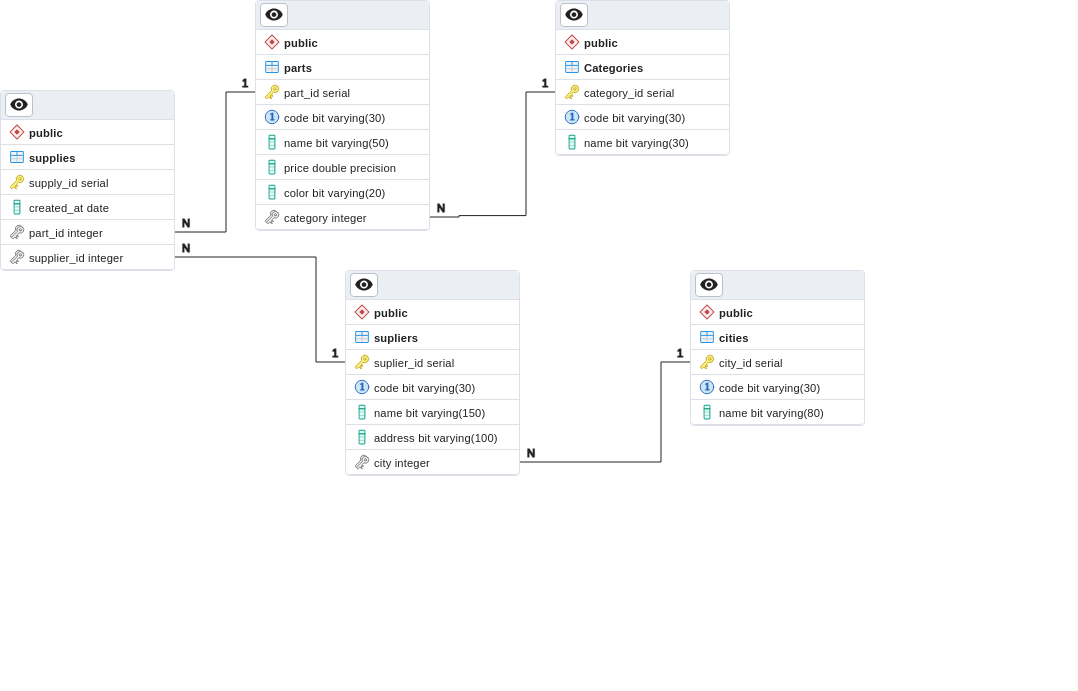 public
supplies
supply_id serial
created_at date
part_id integer
supplier_id integer
N
N
1
public
parts
part_id serial
code bit varying(30)
name bit varying(50)
price double precision
color bit varying(20)
category integer
N
1
public
Categories
category_id serial
code bit varying(30)
name bit varying(30)
1
public
supliers
suplier_id serial
code bit varying(30)
name bit varying(150)
address bit varying(100)
city integer
N
1
public
cities
city_id serial
code bit varying(30)
name bit varying(80)